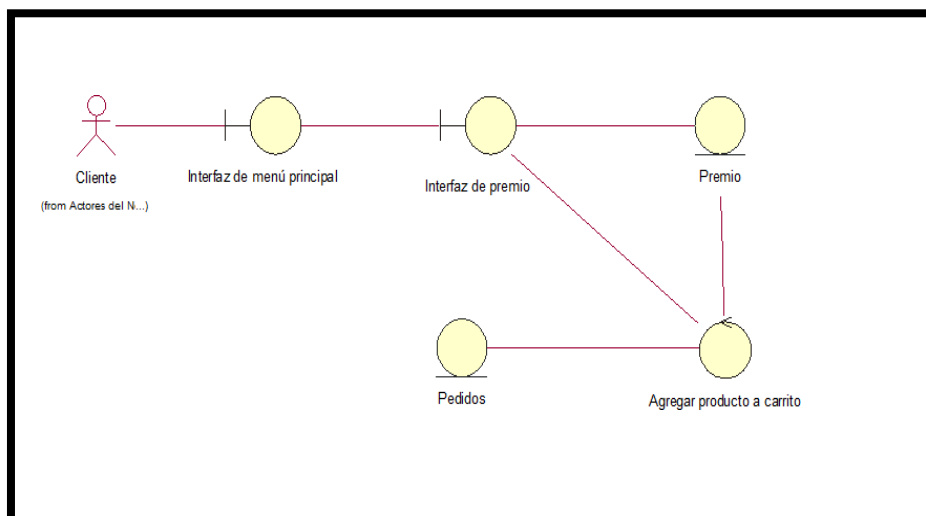 Cliente
(from Actores del N...)
Interfaz de menú principal
Interfaz de premio
Premio
Pedidos
Agregar producto a carrito